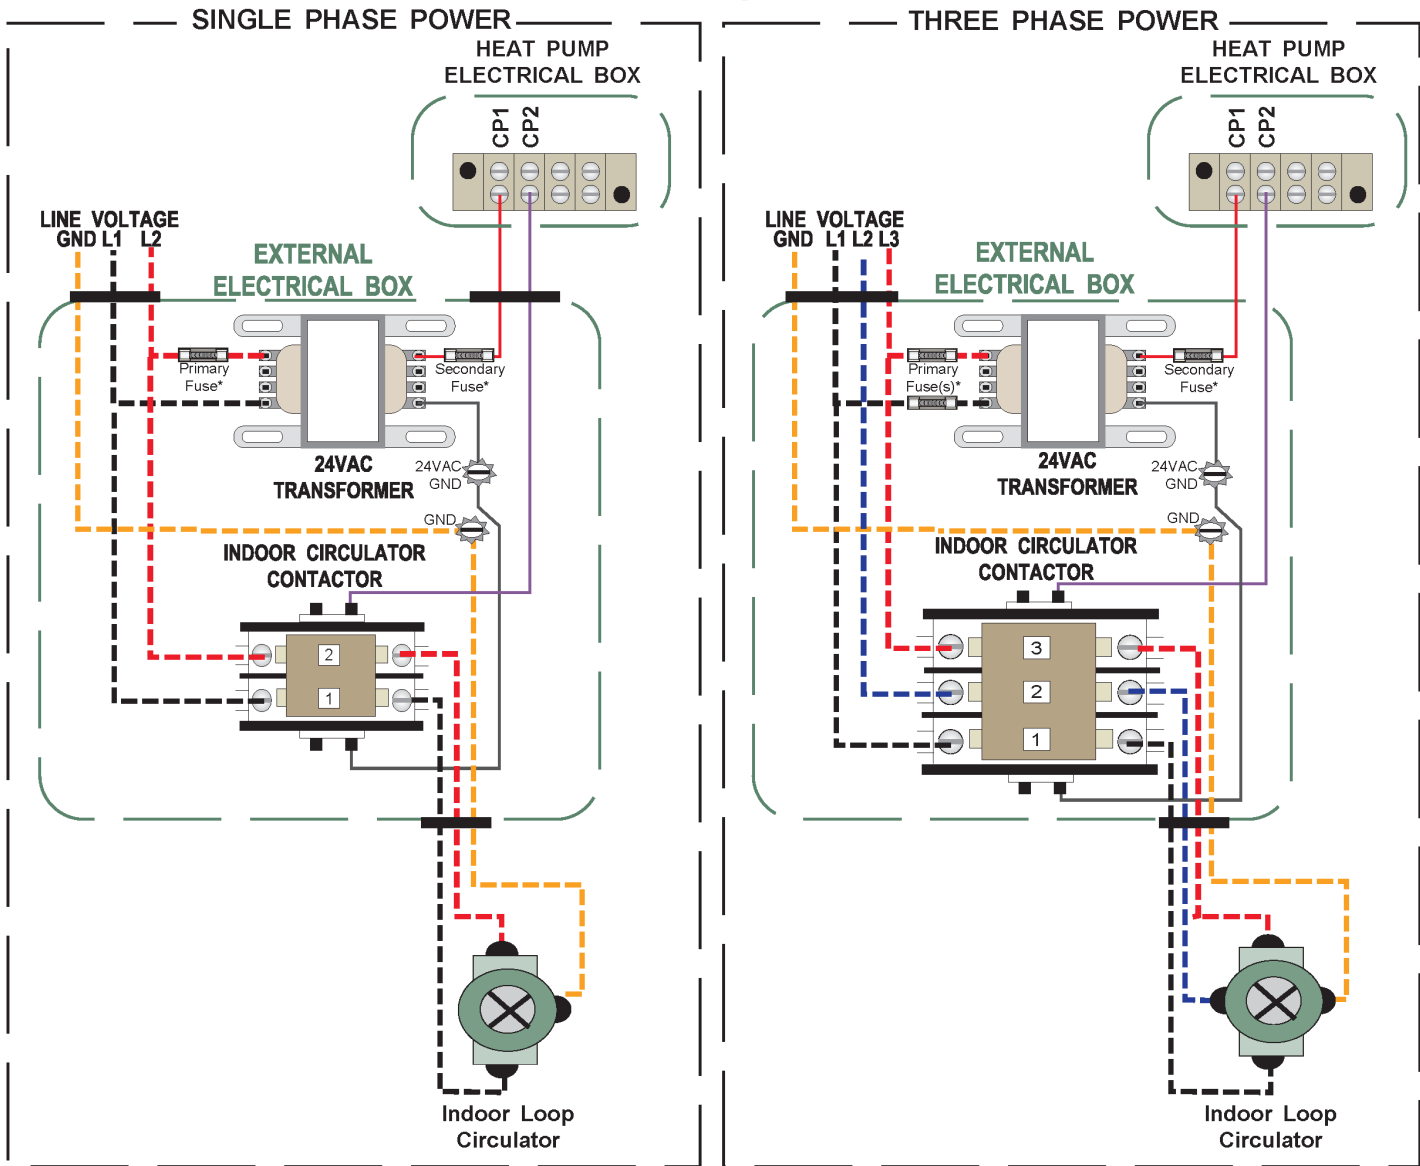 SINGLE PHASE POWER
HEAT PUMP
ELECTRICAL BOX
CP1
CP2
LINE VOLTAGE
GND L1 L2
EXTERNAL
ELECTRICAL BOX
Primary
Fuse*
Secondary
Fuse*
24VAC
TRANSFORMER
24VAC
GND
GND
INDOOR CIRCULATOR
CONTACTOR
2
1
Indoor Loop
Circulator
THREE PHASE POWER
HEAT PUMP
ELECTRICAL BOX
CP1
CP2
LINE VOLTAGE
GND L1 L2 L3
EXTERNAL
ELECTRICAL BOX
Primary
Fuse(s)*
Secondary
Fuse*
24VAC
TRANSFORMER
24VAC
GND
GND
INDOOR CIRCULATOR
CONTACTOR
3
2
1
Indoor Loop
Circulator